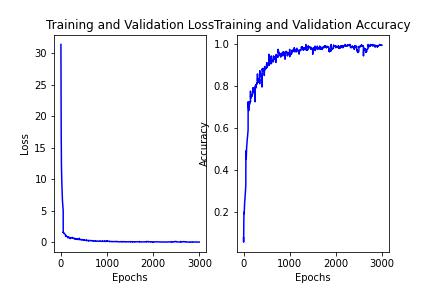 Training and Validation Loss
Loss
30
25
20
15
10
5
0
0 1000 2000 3000
Epochs
Training and Validation Accuracy
Accuracy
1.0
0.8
0.6
0.4
0.2
0 1000 2000 3000
Epochs